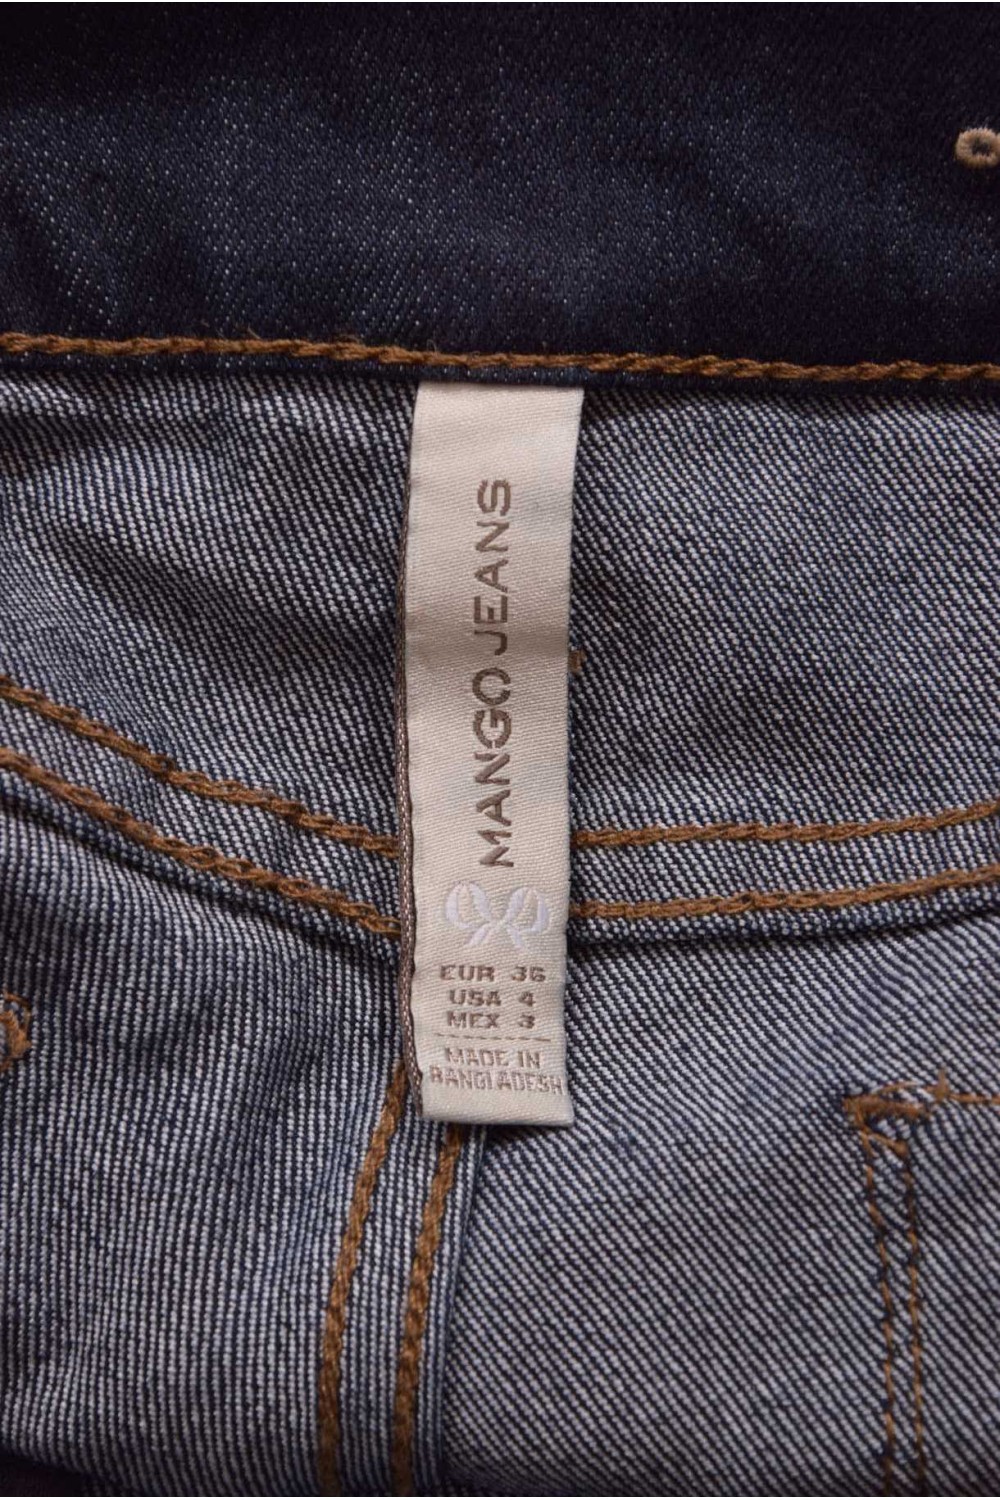 MANGO JEANS
EUR 36
USA 4
MEX 3
MADE IN
BANGLADESH